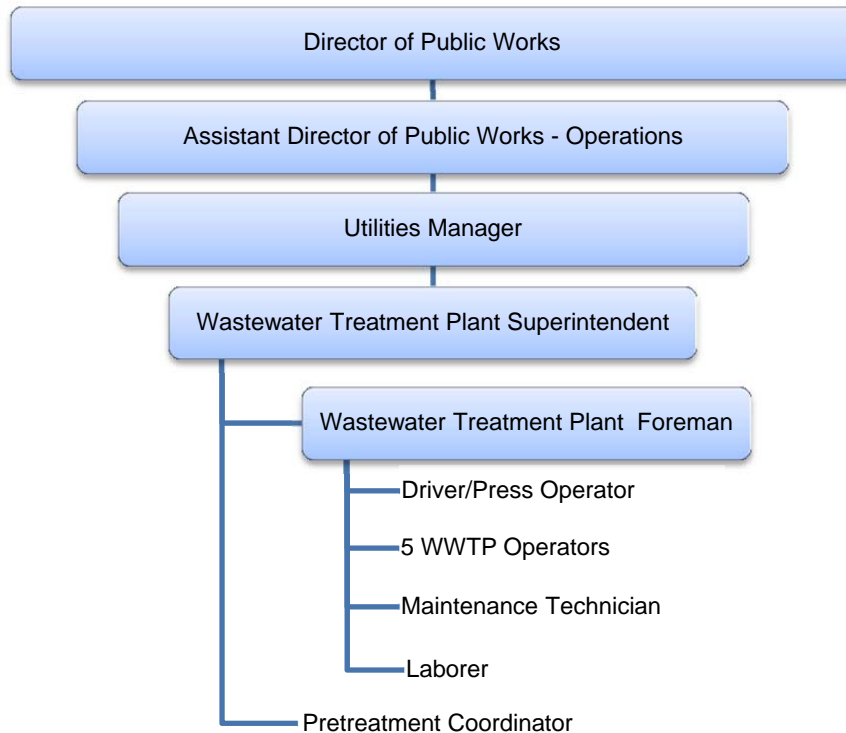 Director of Public Works
Assistant Director of Public Works - Operations
Utilities Manager
Wastewater Treatment Plant Superintendent
Wastewater Treatment Plant Foreman
Driver/Press Operator
5 WWTP Operators
Maintenance Technician
Laborer
Pretreatment Coordinator